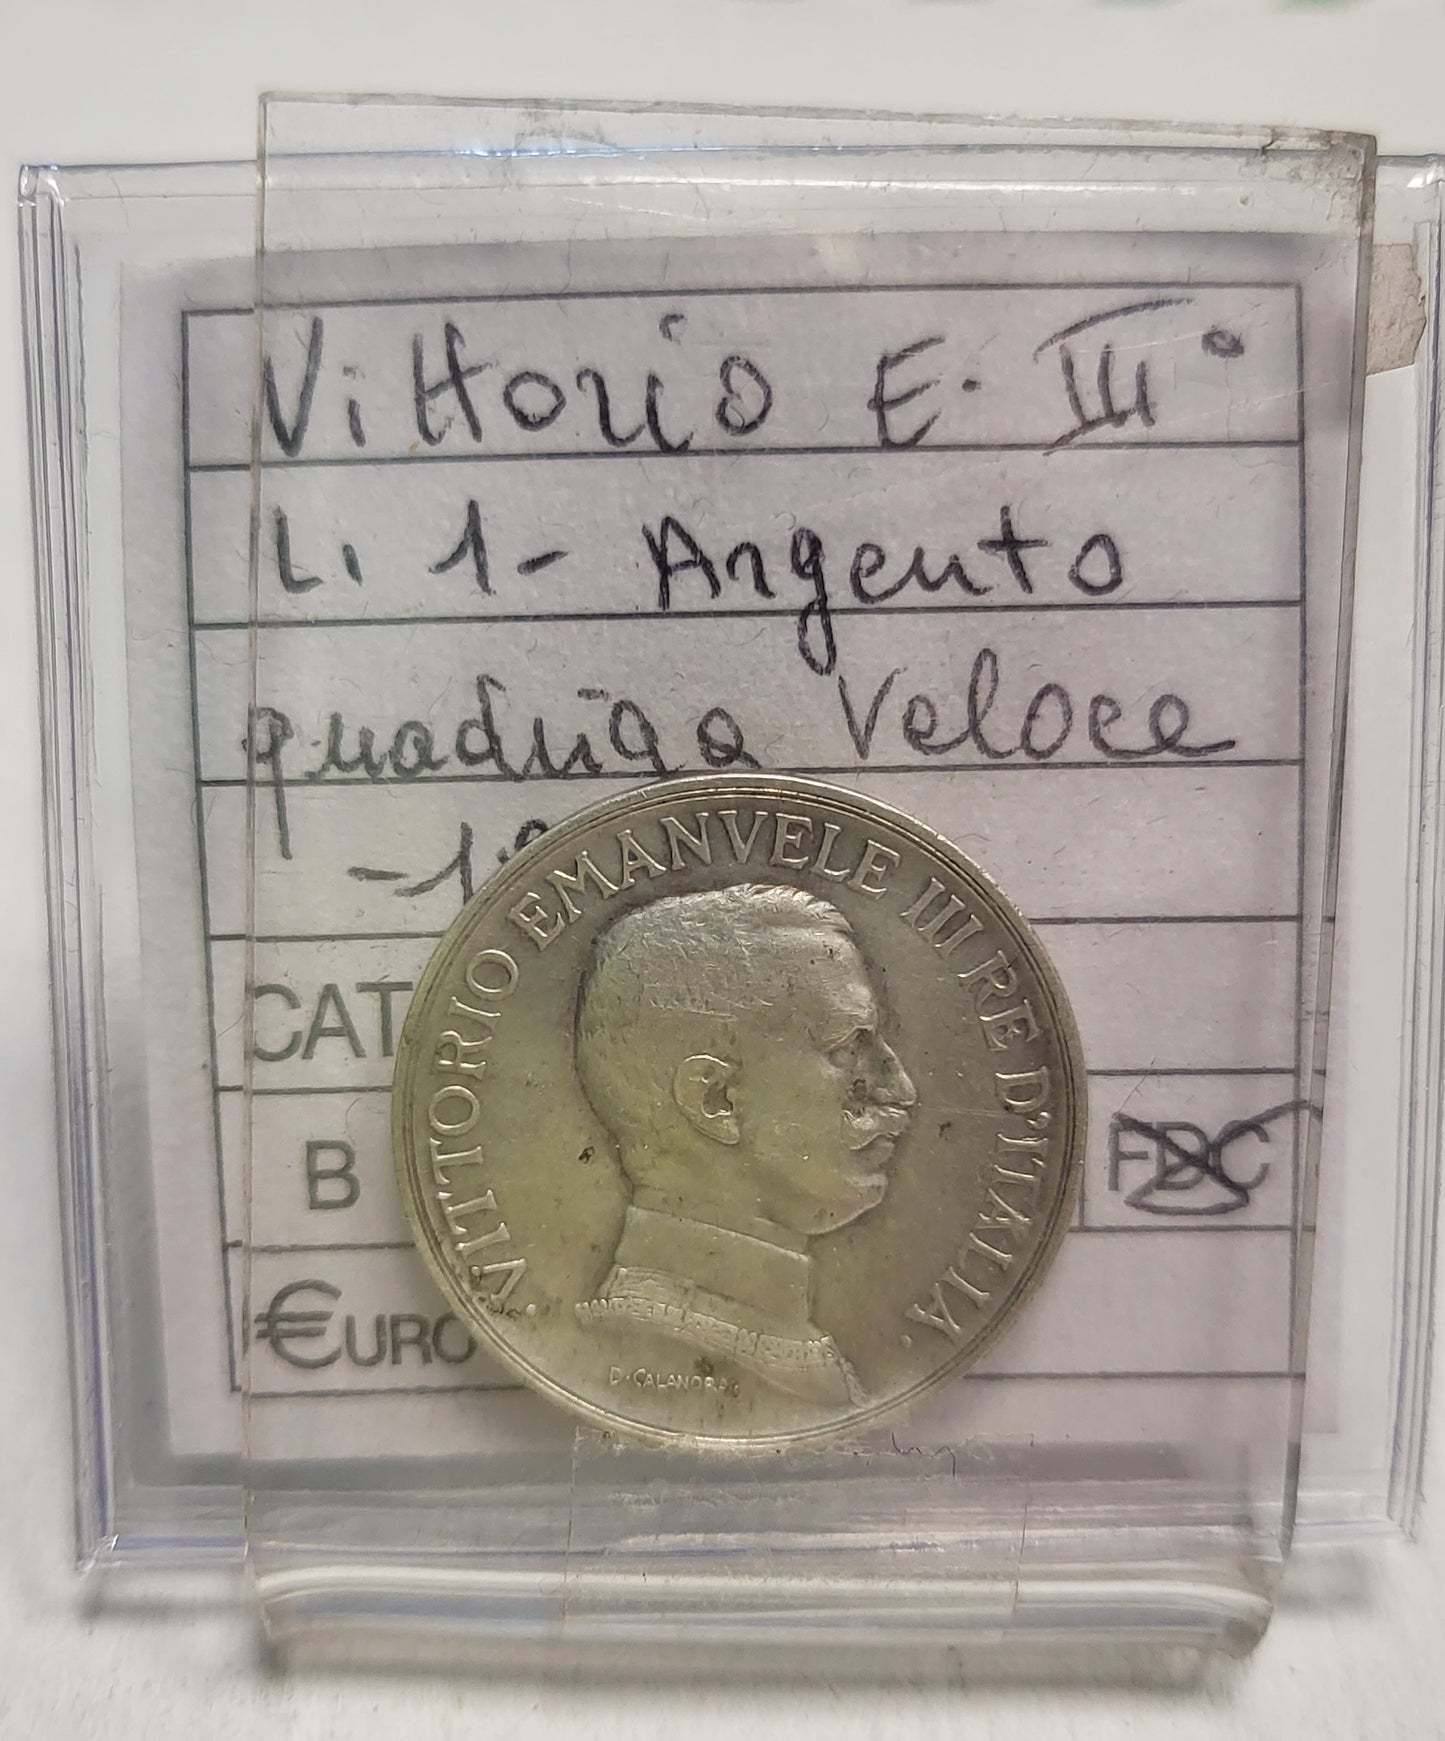 Vittorio E. III°
L. 1- Argento
quadriga Veloce
CAT
B FDC
€URO
VITTORIO EMANVELE III RE D'ITALIA
D. CALANDRA